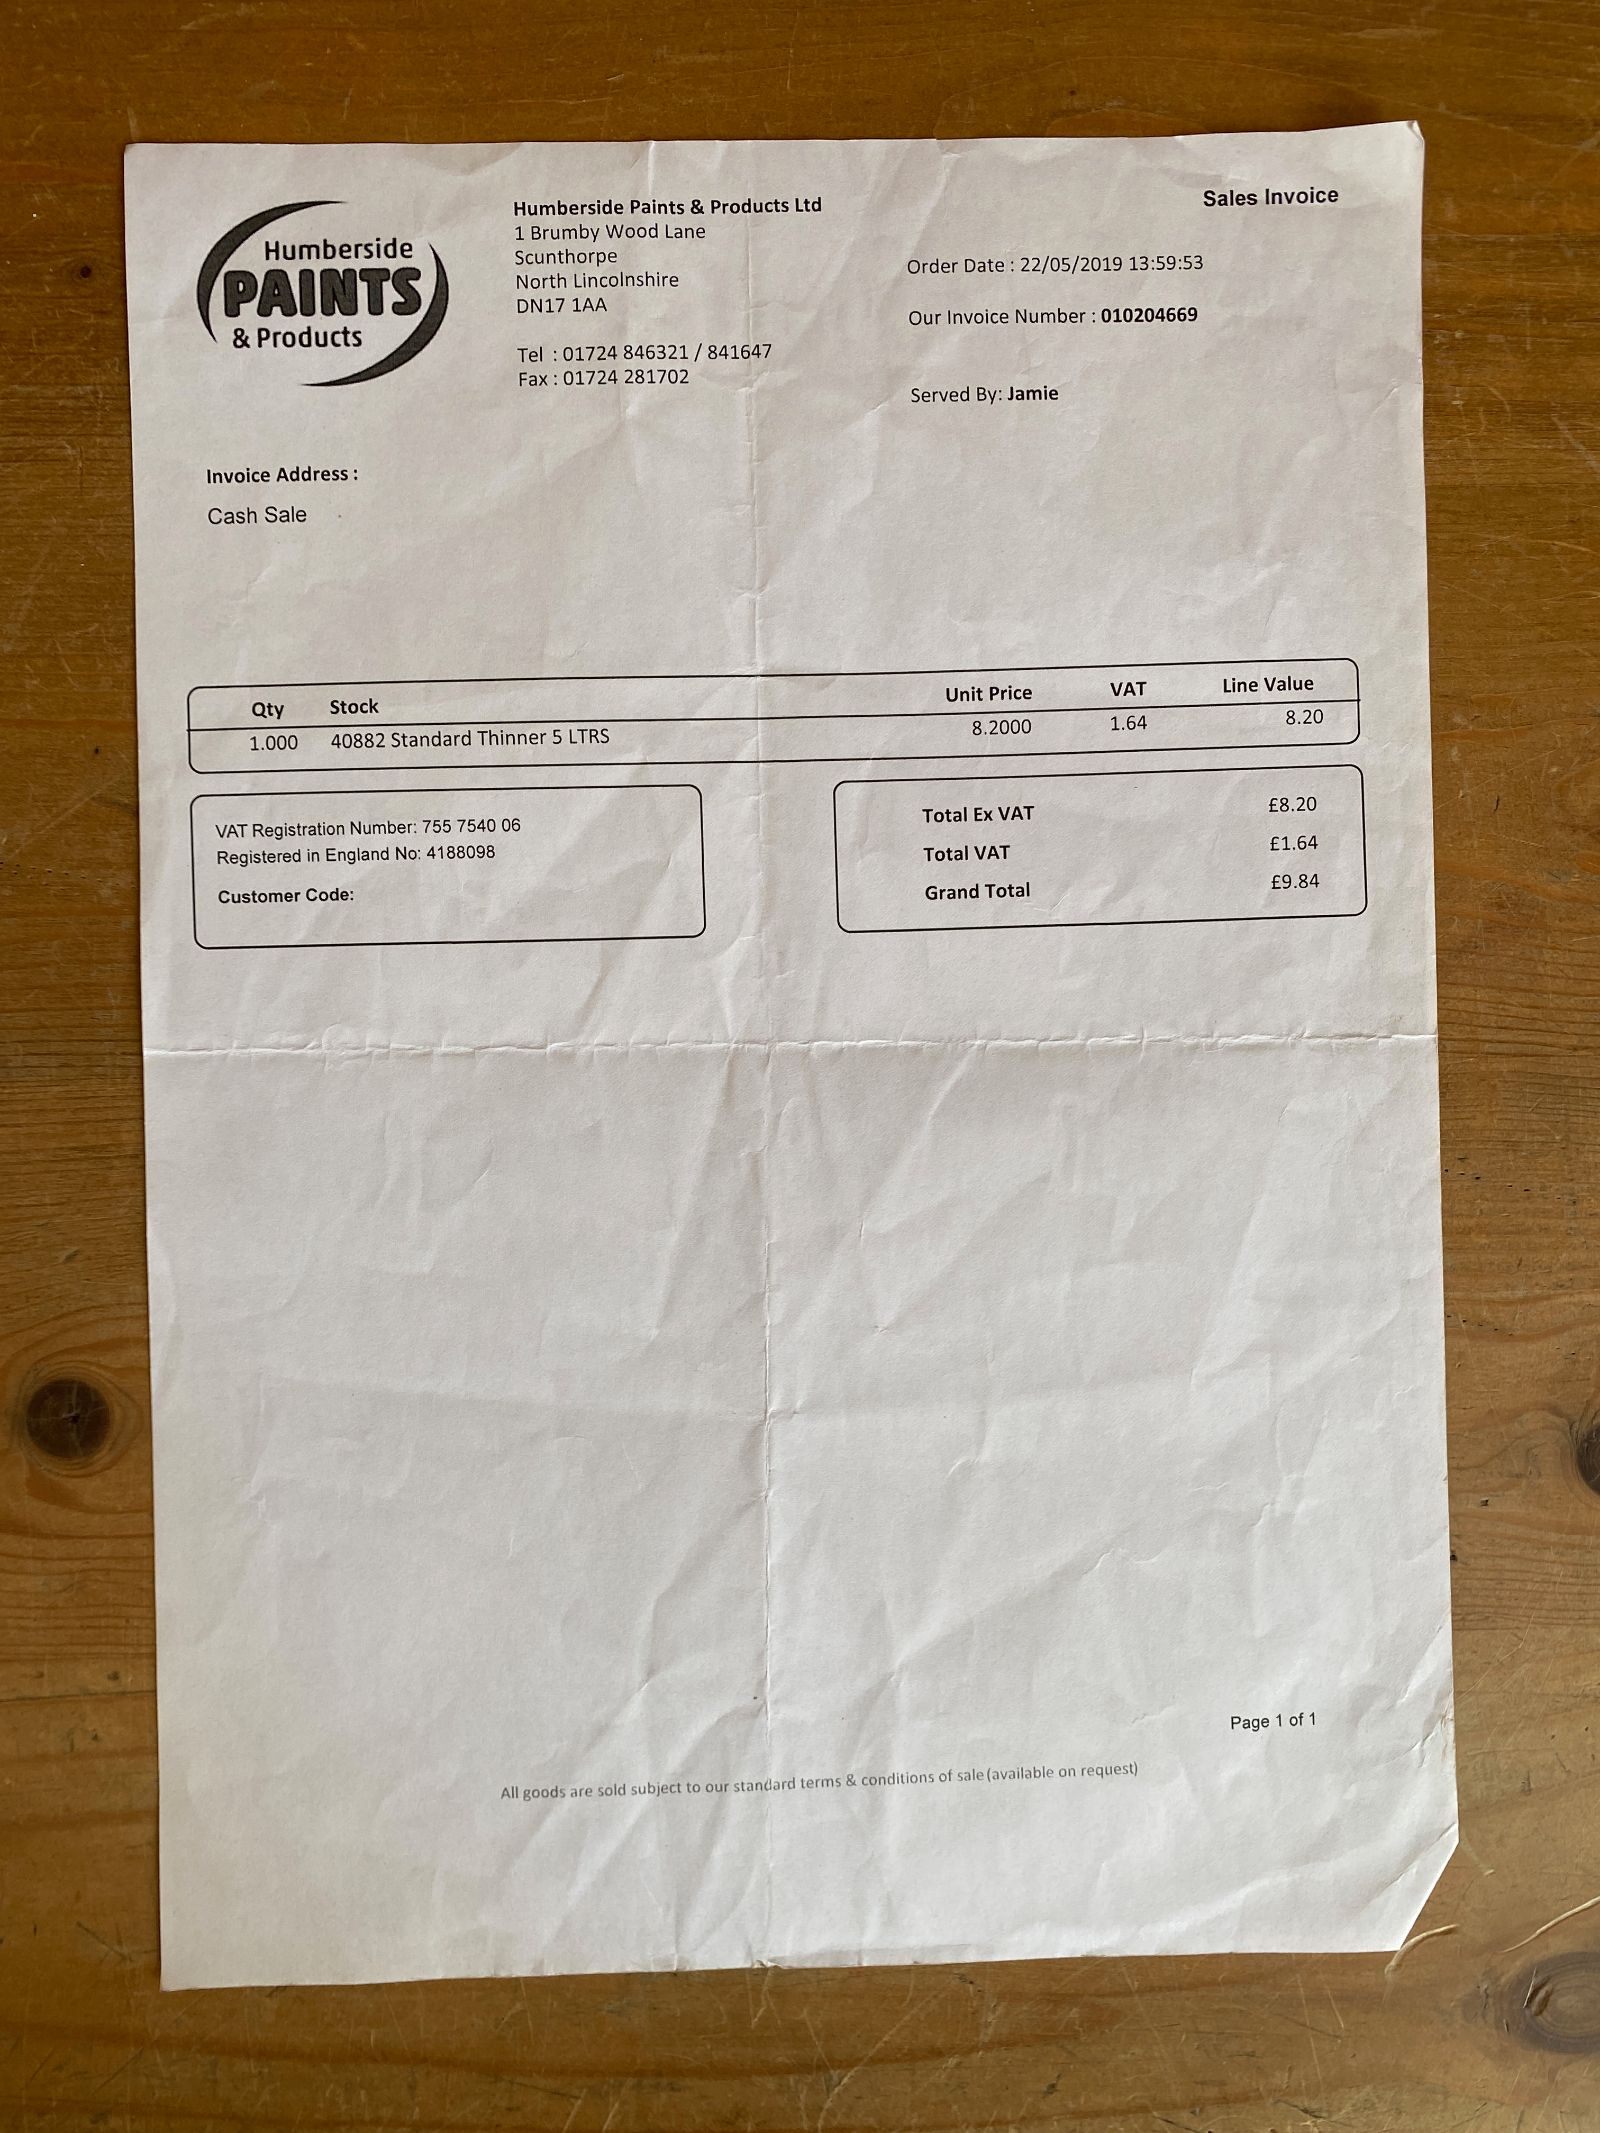 Humberside
PAINTS
& Products
Humberside Paints & Products Ltd
1 Brumby Wood Lane
Scunthorpe
North Lincolnshire
DN17 1AA
Tel : 01724 846321 / 841647
Fax : 01724 281702
Sales Invoice
Order Date : 22/05/2019 13:59:53
Our Invoice Number : 010204669
Served By: Jamie
Invoice Address :
Cash Sale
Qty Stock Unit Price VAT Line Value
1.000 40882 Standard Thinner 5 LTRS 8.2000 1.64 8.20
VAT Registration Number: 755 7540 06
Registered in England No: 4188098
Customer Code:
Total Ex VAT £8.20
Total VAT £1.64
Grand Total £9.84
Page 1 of 1
All goods are sold subject to our standard terms & conditions of sale (available on request)